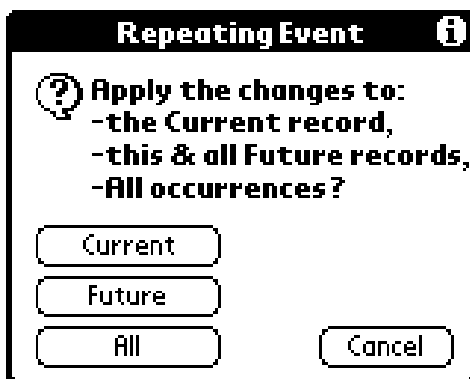 Repeating Event i
Apply the changes to:
-the Current record,
-this & all Future records,
-All occurrences?
Current
Future
All
Cancel